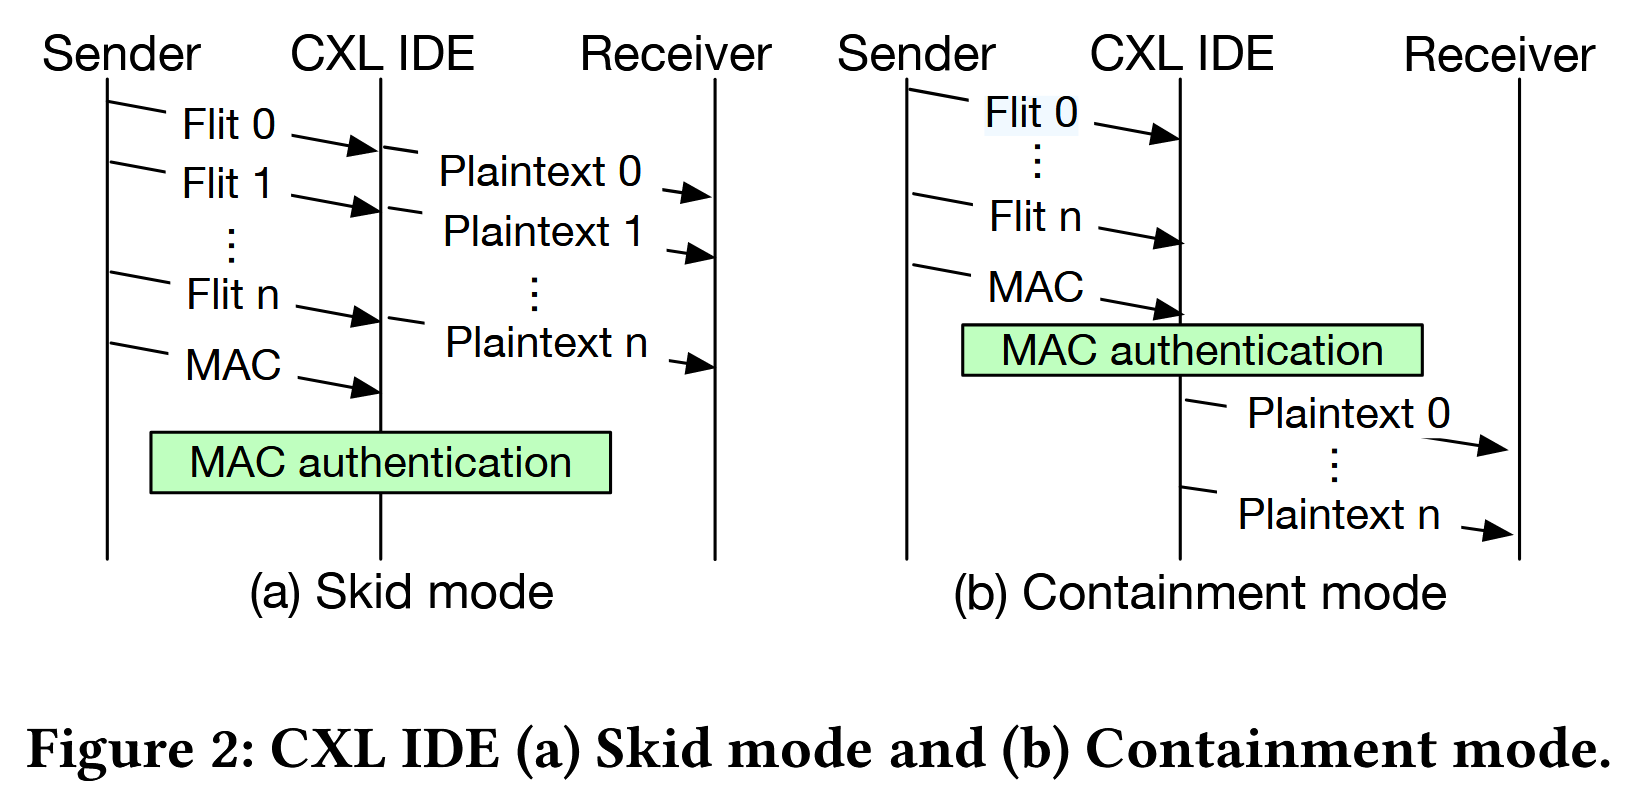 Sender CXL IDE Receiver
Flit 0
Plaintext 0
Flit 1
Plaintext 1
⋮
Flit n
⋮
Plaintext n
MAC
MAC authentication
(a) Skid mode
Sender CXL IDE Receiver
Flit 0
⋮
Flit n
MAC
MAC authentication
Plaintext 0
⋮
Plaintext n
(b) Containment mode
Figure 2: CXL IDE (a) Skid mode and (b) Containment mode.